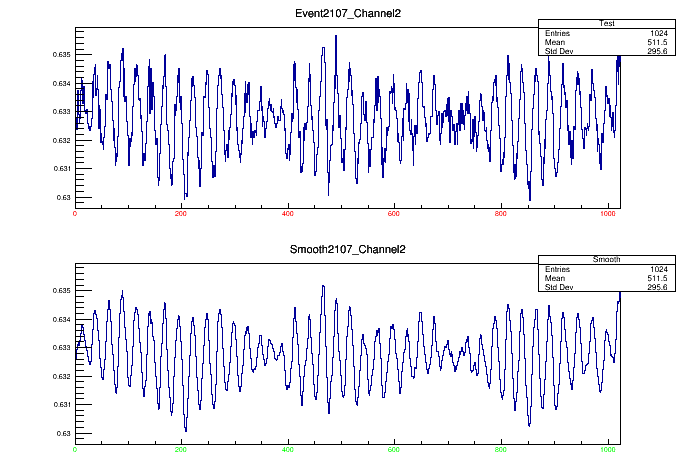 Event2107_Channel2
Test
Entries 1024
Mean 511.5
Std Dev 295.6
0.635
0.634
0.633
0.632
0.631
0.63
0 200 400 600 800 1000
Smooth2107_Channel2
Smooth
Entries 1024
Mean 511.5
Std Dev 295.6
0.635
0.634
0.633
0.632
0.631
0.63
0 200 400 600 800 1000